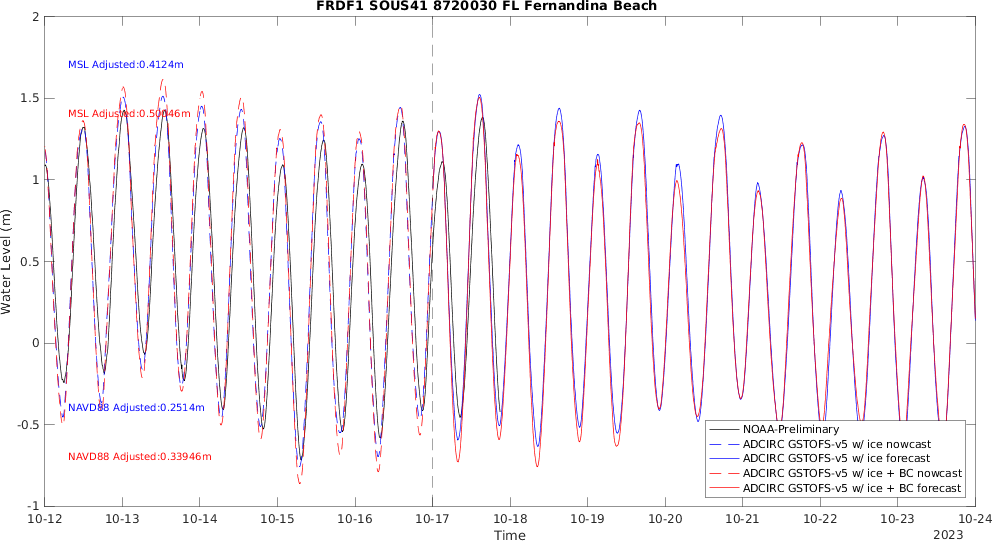 FRDF1 SOUS41 8720030 FL Fernandina Beach
2
1.5
1
0.5
0
-0.5
-1
Water Level (m)
MSL Adjusted:0.4124m
MSL Adjusted:0.50046m
NAVD88 Adjusted:0.2514m
NAVD88 Adjusted:0.33946m
NOAA-Preliminary
ADCIRC GSTOFS-v5 w/ ice nowcast
ADCIRC GSTOFS-v5 w/ ice forecast
ADCIRC GSTOFS-v5 w/ ice + BC nowcast
ADCIRC GSTOFS-v5 w/ ice + BC forecast
10-12 10-13 10-14 10-15 10-16 10-17 10-18 10-19 10-20 10-21 10-22 10-23 10-24
Time
2023